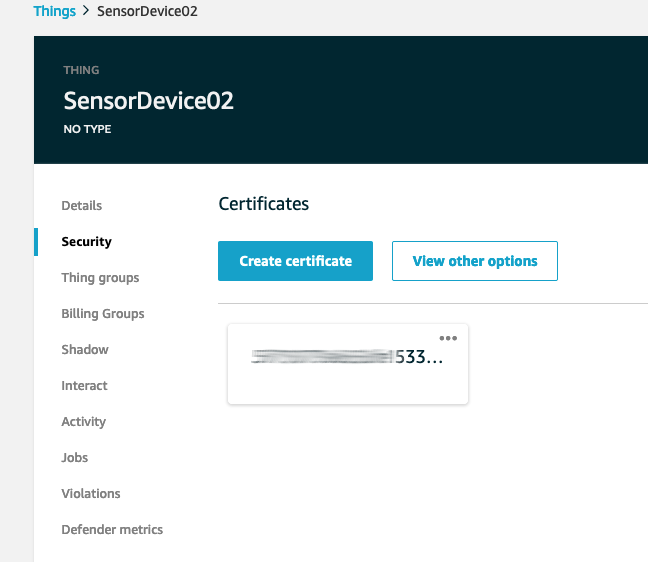 Things > SensorDevice02
THING
SensorDevice02
NO TYPE
Details
Security
Thing groups
Billing Groups
Shadow
Interact
Activity
Jobs
Violations
Defender metrics
Certificates
Create certificate
View other options
533...